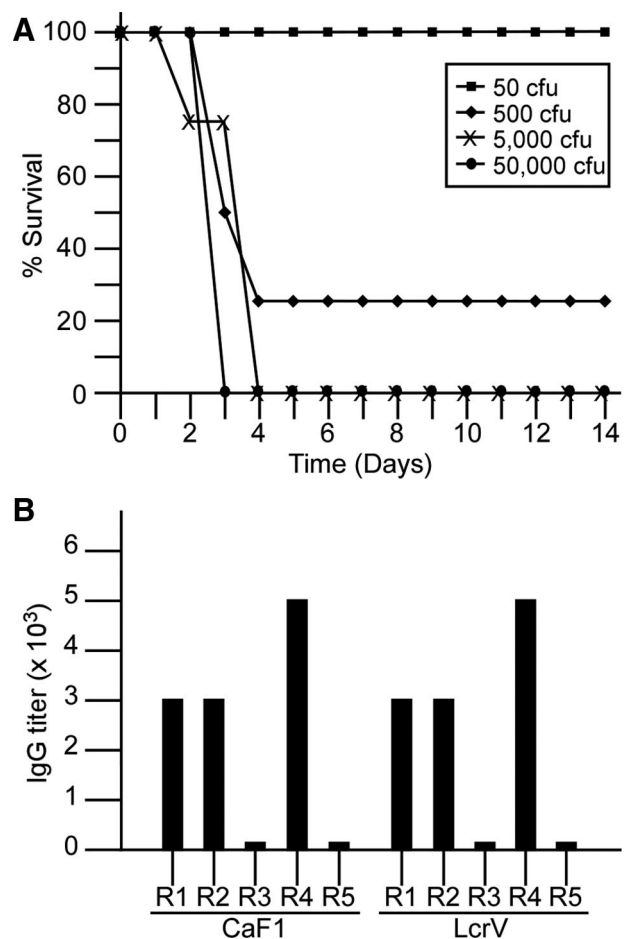 A
100
80
60
40
20
0
% Survival
50 cfu
500 cfu
5,000 cfu
50,000 cfu
0 2 4 6 8 10 12 14
Time (Days)
B
6
5
4
3
2
1
0
IgG titer (x 10³)
R1 R2 R3 R4 R5 R1 R2 R3 R4 R5
CaF1 LcrV